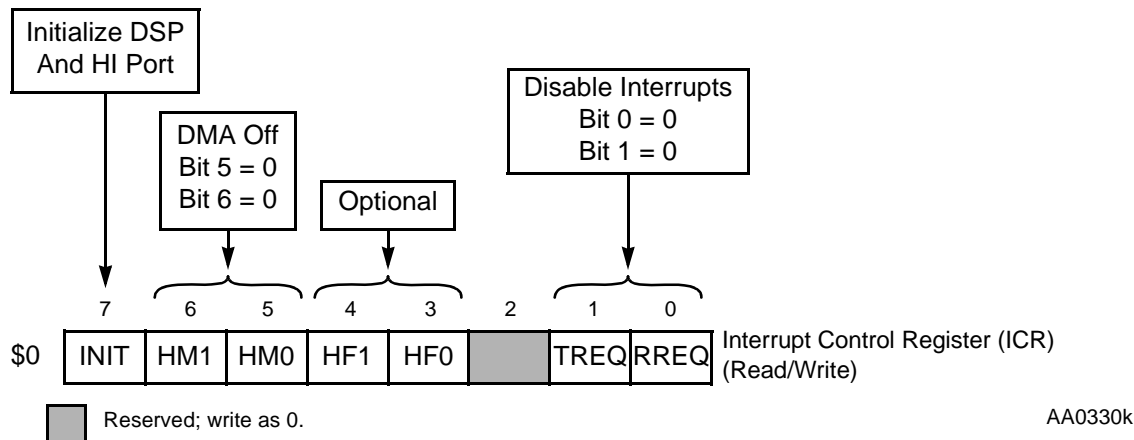 Initialize DSP
And HI Port
Disable Interrupts
Bit 0 = 0
Bit 1 = 0
DMA Off
Bit 5 = 0
Bit 6 = 0
Optional
7 6 5 4 3 2 1 0
$0 INIT HM1 HM0 HF1 HF0 TREQ RREQ
Interrupt Control Register (ICR)
(Read/Write)
Reserved; write as 0.
AA0330k